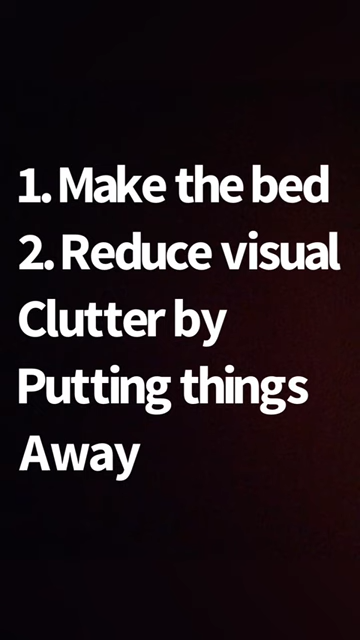 1. Make the bed
2. Reduce visual
Clutter by
Putting things
Away